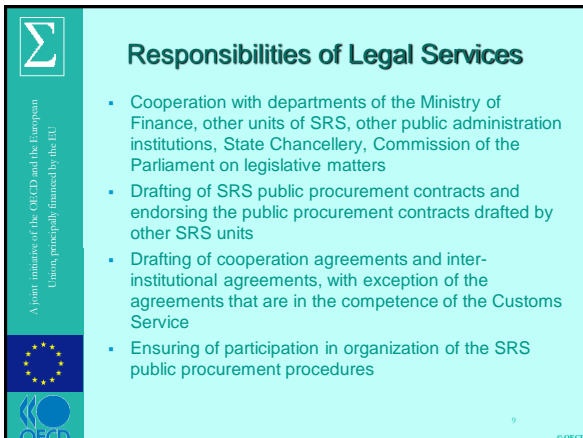 Σ
Responsibilities of Legal Services
A joint initiative of the OECD and the European
Union, principally financed by the EU
▪ Cooperation with departments of the Ministry of
Finance, other units of SRS, other public administration
institutions, State Chancellery, Commission of the
Parliament on legislative matters
▪ Drafting of SRS public procurement contracts and
endorsing the public procurement contracts drafted by
other SRS units
▪ Drafting of cooperation agreements and inter-
institutional agreements, with exception of the
agreements that are in the competence of the Customs
Service
▪ Ensuring of participation in organization of the SRS
public procurement procedures
9
OECD
© OECD